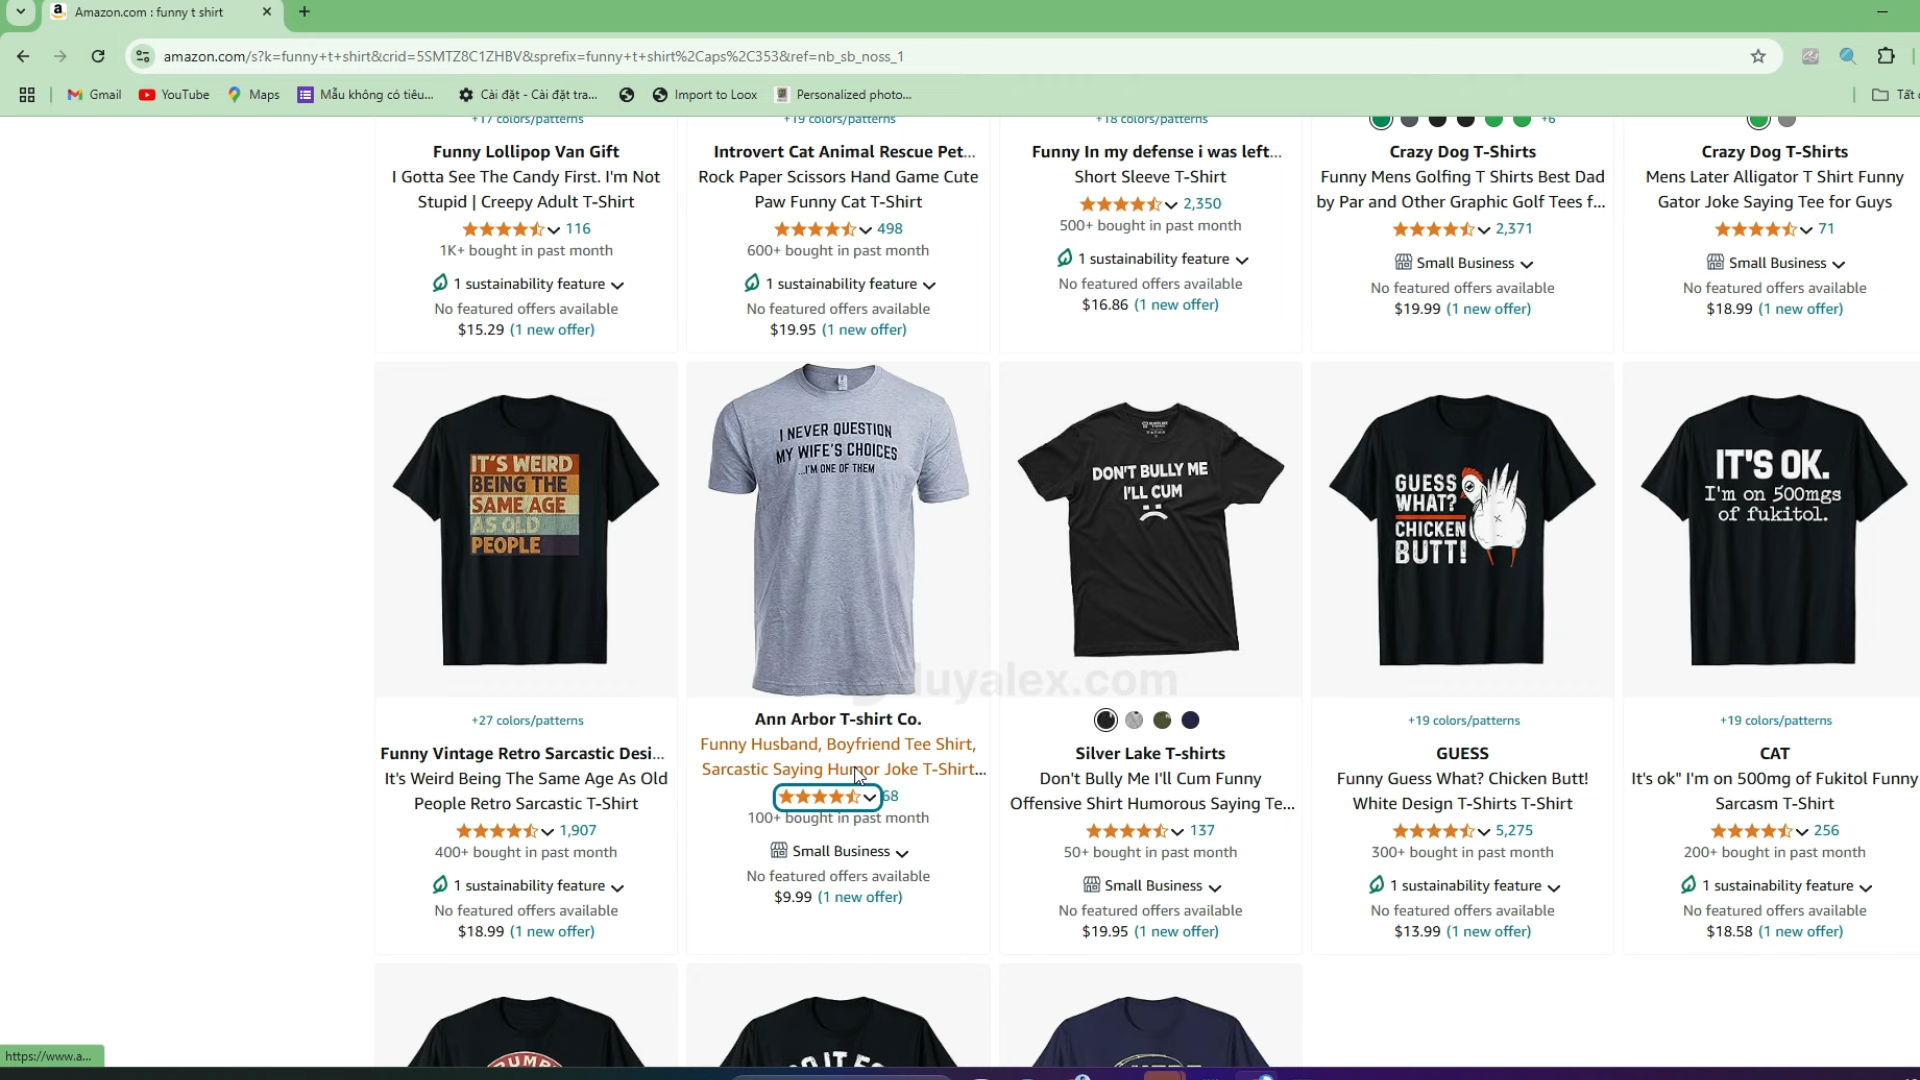 Amazon.com : funny t shirt
amazon.com/s?k=funny+t+shirt&crid=5SMTZ8C1ZHBV&sprefix=funny+t+shirt%2Caps%2C353&ref=nb_sb_noss_1
Gmail
YouTube
Maps
Mẫu không có tiêu...
Cài đặt - Cài đặt tra...
Import to Loox
Personalized photo...
+17 colors/patterns
Funny Lollipop Van Gift
I Gotta See The Candy First. I'm Not
Stupid | Creepy Adult T-Shirt
116
1K+ bought in past month
1 sustainability feature
No featured offers available
$15.29 (1 new offer)
+19 colors/patterns
Introvert Cat Animal Rescue Pet...
Rock Paper Scissors Hand Game Cute
Paw Funny Cat T-Shirt
498
600+ bought in past month
1 sustainability feature
No featured offers available
$19.95 (1 new offer)
+18 colors/patterns
Funny In my defense i was left...
Short Sleeve T-Shirt
2,350
500+ bought in past month
1 sustainability feature
No featured offers available
$16.86 (1 new offer)
+6
Crazy Dog T-Shirts
Funny Mens Golfing T Shirts Best Dad
by Par and Other Graphic Golf Tees f...
2,371
Small Business
No featured offers available
$19.99 (1 new offer)
Crazy Dog T-Shirts
Mens Later Alligator T Shirt Funny
Gator Joke Saying Tee for Guys
71
Small Business
No featured offers available
$18.99 (1 new offer)
IT'S WEIRD
BEING THE
SAME AGE
AS OLD
PEOPLE
+27 colors/patterns
Funny Vintage Retro Sarcastic Desi...
It's Weird Being The Same Age As Old
People Retro Sarcastic T-Shirt
1,907
400+ bought in past month
1 sustainability feature
No featured offers available
$18.99 (1 new offer)
I NEVER QUESTION
MY WIFE'S CHOICES
...I'M ONE OF THEM
Ann Arbor T-shirt Co.
Funny Husband, Boyfriend Tee Shirt,
Sarcastic Saying Humor Joke T-Shirt...
68
100+ bought in past month
Small Business
No featured offers available
$9.99 (1 new offer)
DON'T BULLY ME
I'LL CUM
luyalex.com
Silver Lake T-shirts
Don't Bully Me I'll Cum Funny
Offensive Shirt Humorous Saying Te...
137
50+ bought in past month
Small Business
No featured offers available
$19.95 (1 new offer)
GUESS
WHAT?
CHICKEN
BUTT!
+19 colors/patterns
GUESS
Funny Guess What? Chicken Butt!
White Design T-Shirts T-Shirt
5,275
300+ bought in past month
1 sustainability feature
No featured offers available
$13.99 (1 new offer)
IT'S OK.
I'm on 500mgs
of fukitol.
+19 colors/patterns
CAT
It's ok" I'm on 500mg of Fukitol Funny
Sarcasm T-Shirt
256
200+ bought in past month
1 sustainability feature
No featured offers available
$18.58 (1 new offer)
https://www.a...